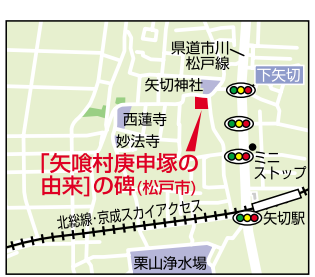 県道市川
松戸線
下矢切
矢切神社
西蓮寺
妙法寺
ミニ
ストップ
「矢喰村庚申塚の
由来」の碑(松戸市)
北総線・京成スカイアクセス
矢切駅
栗山浄水場